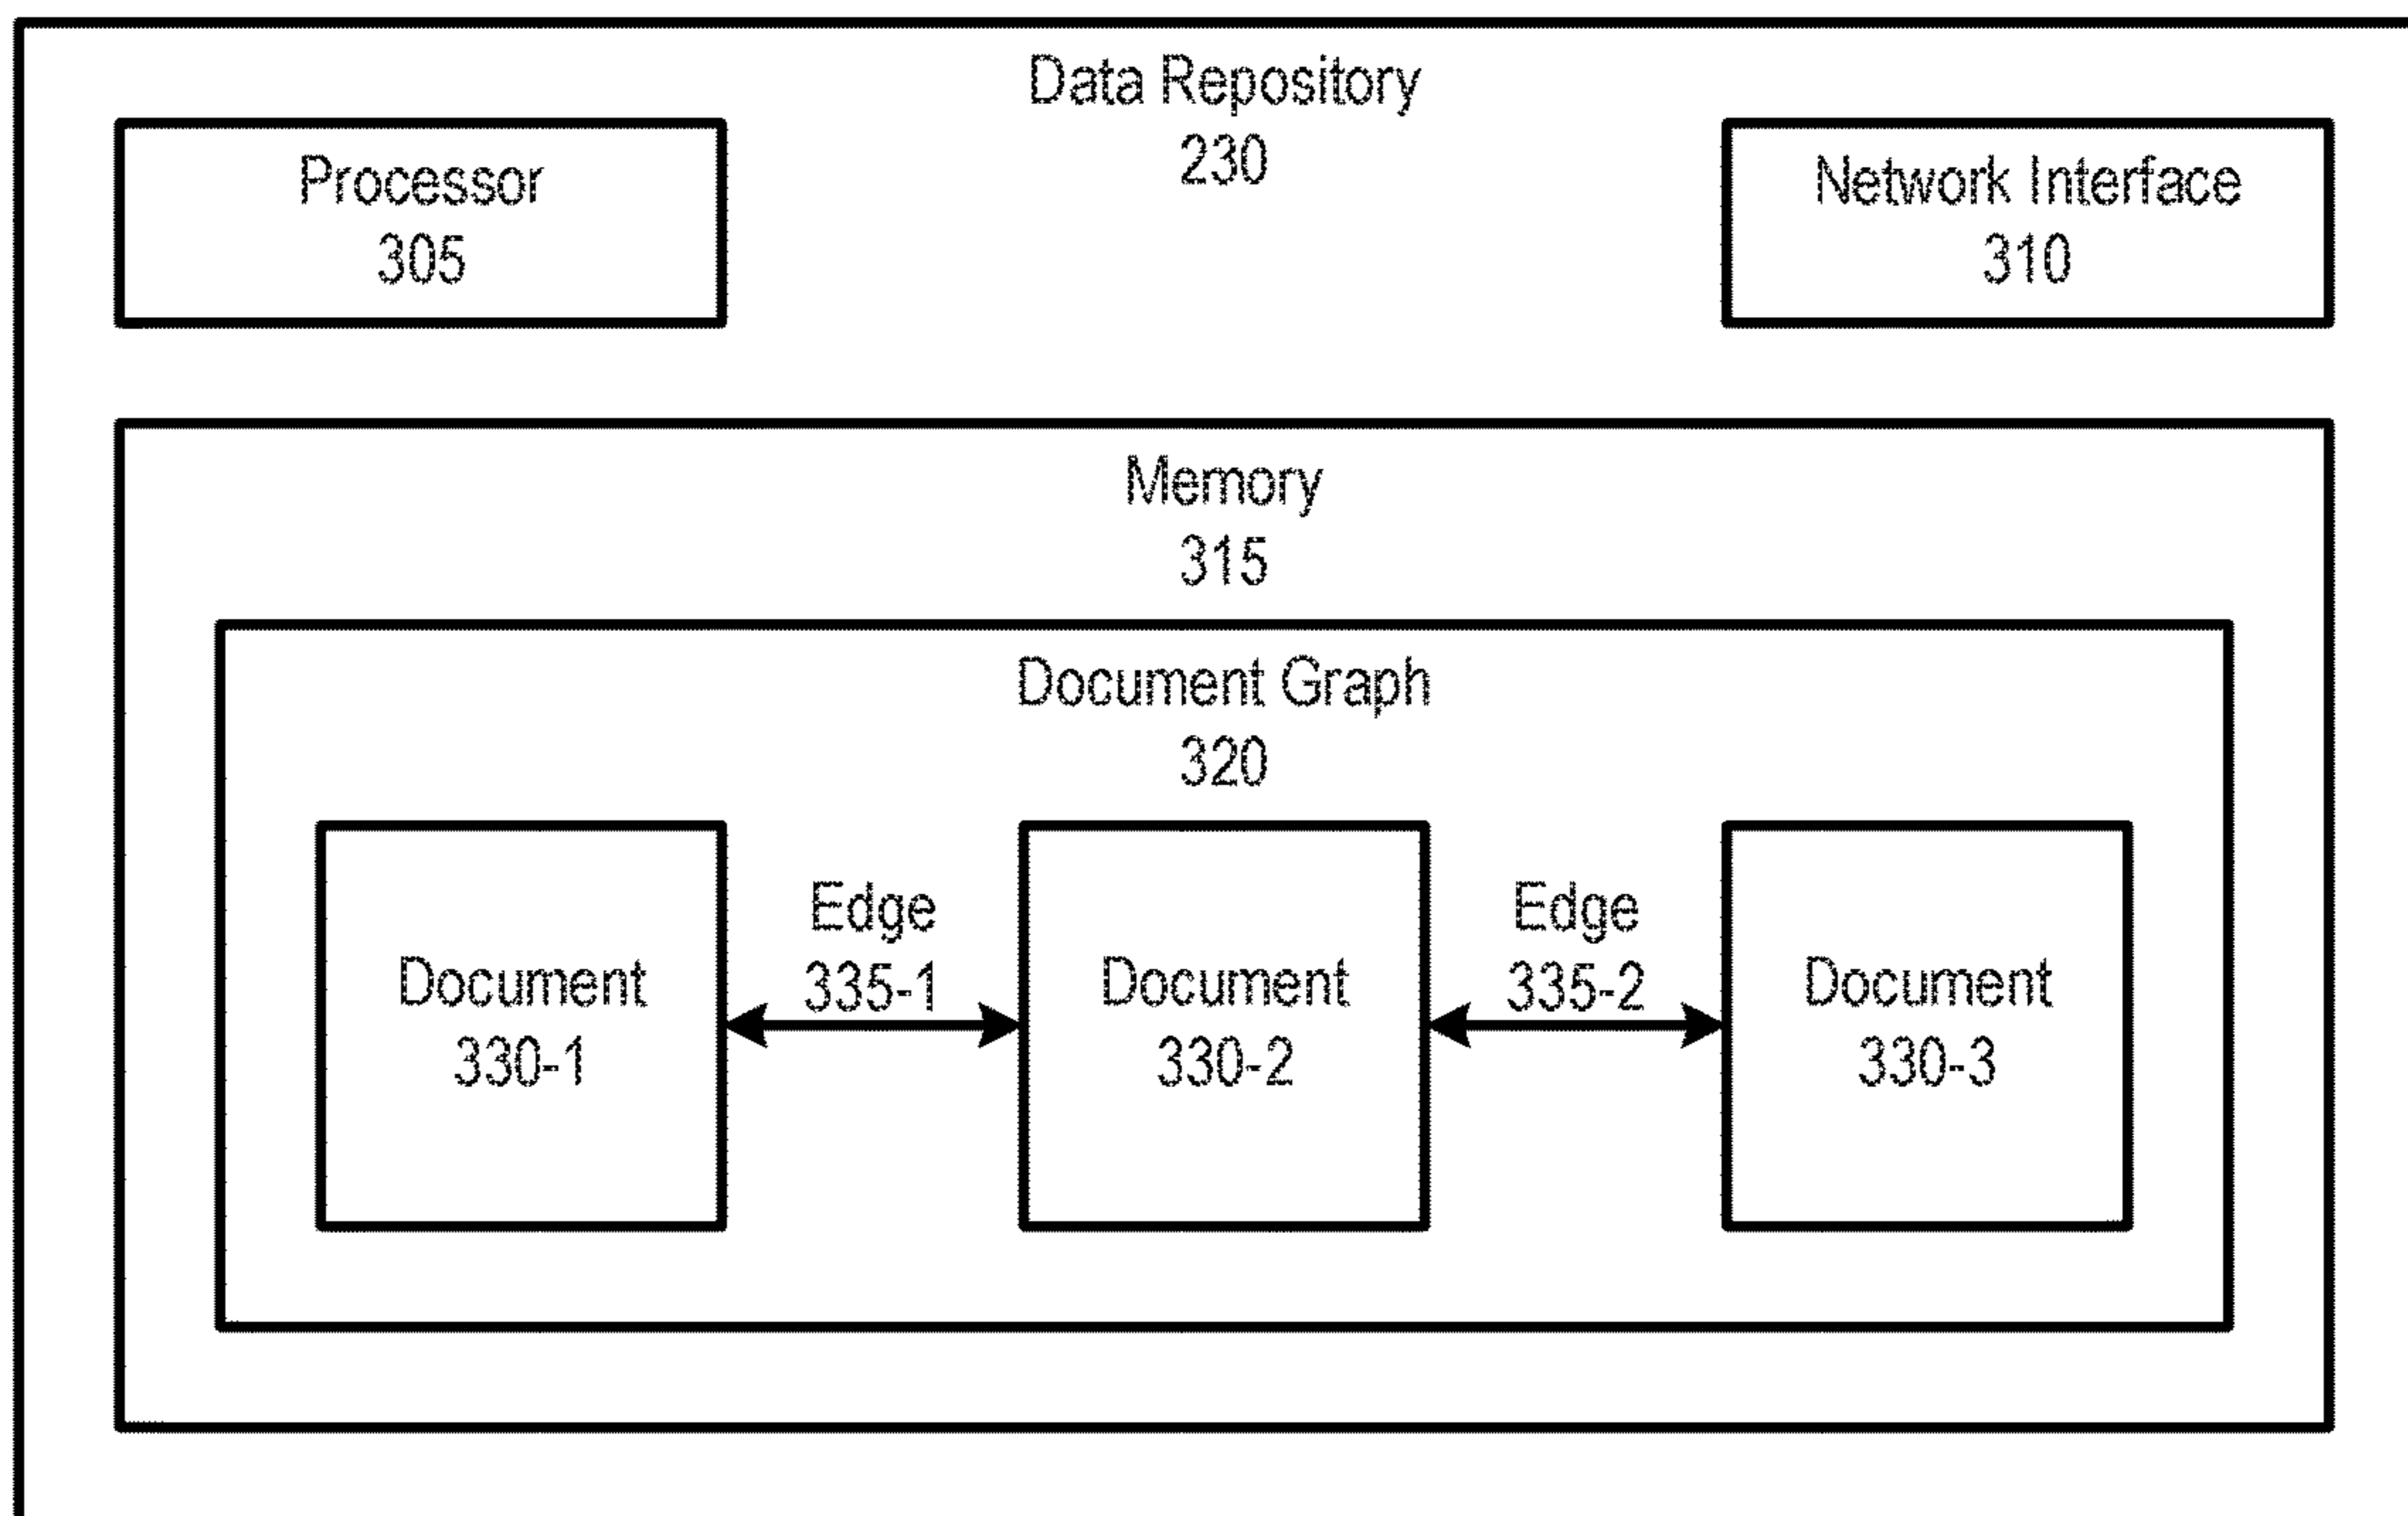 Data Repository
230
Processor
305
Network Interface
310
Memory
315
Document Graph
320
Document
330-1
Edge
335-1
Document
330-2
Edge
335-2
Document
330-3